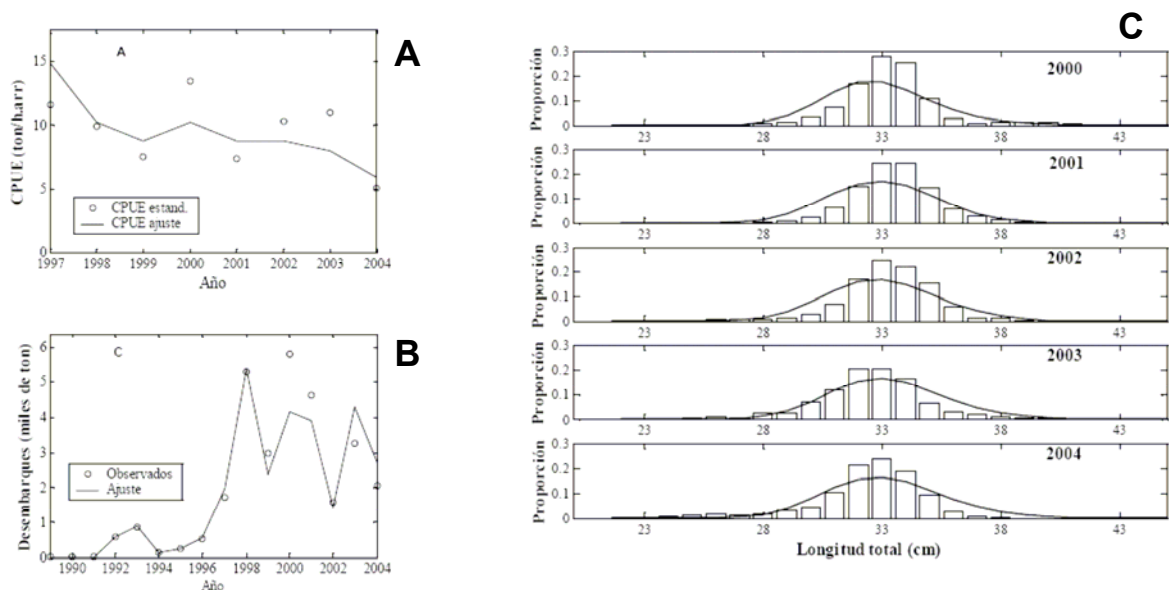 A
A
CPUE (ton/h.arr)
15
10
5
0
CPUE estand.
CPUE ajuste
1997 1998 1999 2000 2001 2002 2003 2004
Año
B
C
Desembarques (miles de ton)
6
5
4
3
2
1
0
Observados
Ajuste
1990 1992 1994 1996 1998 2000 2002 2004
Año
C
Proporción
0.3
0.2
0.1
0
2000
23 28 33 38 43
Proporción
0.3
0.2
0.1
0
2001
23 28 33 38 43
Proporción
0.3
0.2
0.1
0
2002
23 28 33 38 43
Proporción
0.3
0.2
0.1
0
2003
23 28 33 38 43
Proporción
0.3
0.2
0.1
0
2004
23 28 33 38 43
Longitud total (cm)